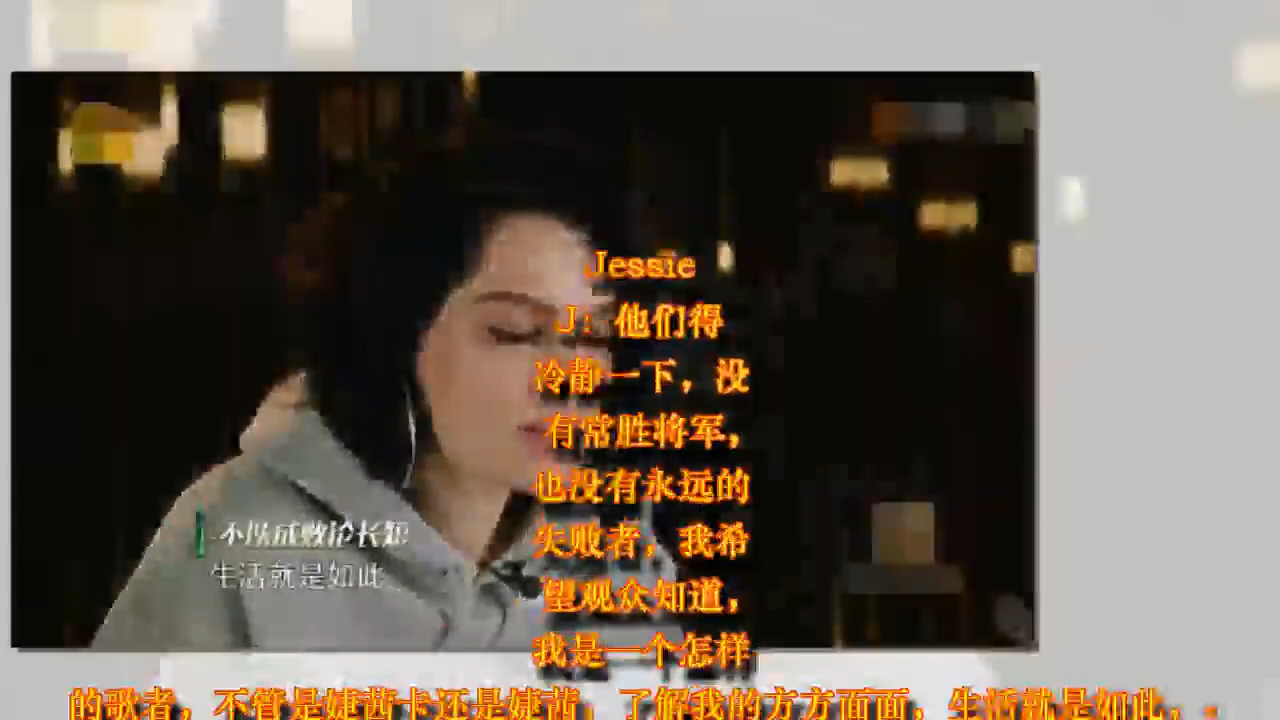 Jessie
J：他们得
冷静一下，没
有常胜将军，
也没有永远的
失败者，我希
望观众知道，
我是一个怎样
的歌者，不管是婕茜卡还是婕茜，了解我的方方面面，生活就是如此，
不以成败论长短
生活就是如此